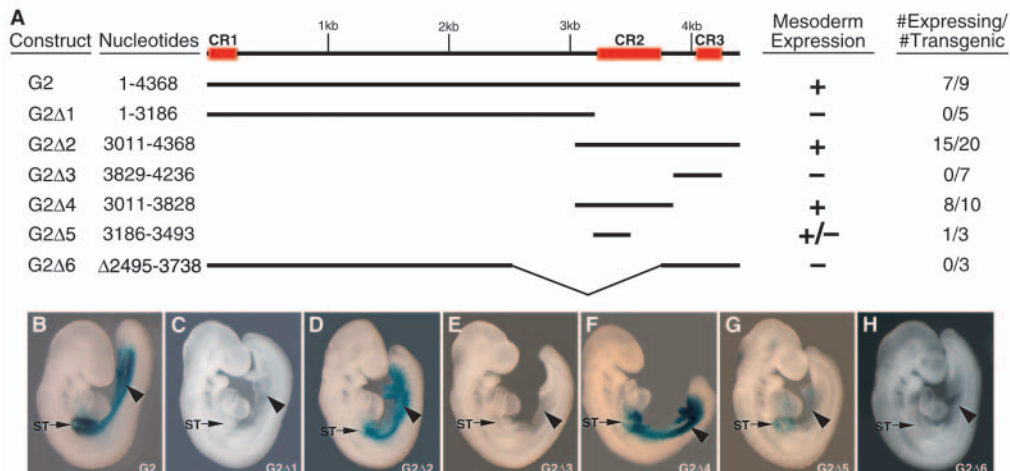 A
Construct Nucleotides 1kb 2kb 3kb 4kb Mesoderm Expression #Expressing/ #Transgenic
CR1 CR2 CR3
G2 1-4368 + 7/9
G2Δ1 1-3186 − 0/5
G2Δ2 3011-4368 + 15/20
G2Δ3 3829-4236 − 0/7
G2Δ4 3011-3828 + 8/10
G2Δ5 3186-3493 +/− 1/3
G2Δ6 Δ2495-3738 − 0/3
B C D E F G H
ST ST ST ST ST ST ST
G2 G2Δ1 G2Δ2 G2Δ3 G2Δ4 G2Δ5 G2Δ6